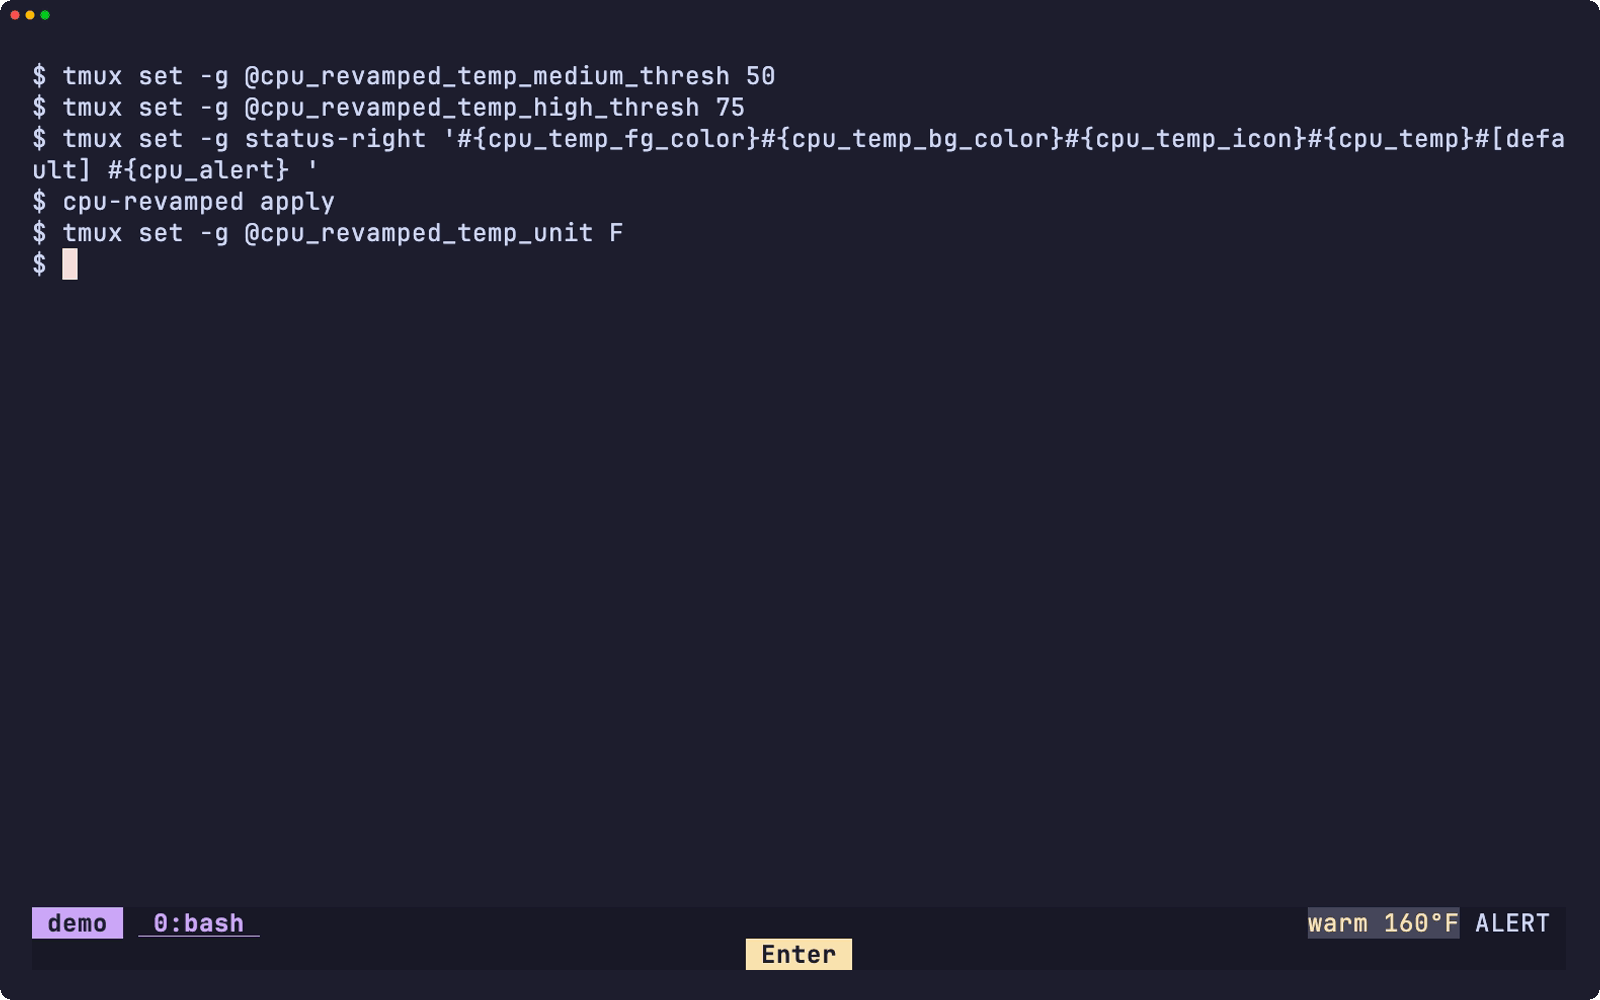 $ tmux set -g @cpu_revamped_temp_medium_thresh 50
$ tmux set -g @cpu_revamped_temp_high_thresh 75
$ tmux set -g status-right '#{cpu_temp_fg_color}#{cpu_temp_bg_color}#{cpu_temp_icon}#{cpu_temp}#[defa
ult] #{cpu_alert} '
$ cpu-revamped apply
$ tmux set -g @cpu_revamped_temp_unit F
$
demo 0:bash warm 160°F ALERT
Enter